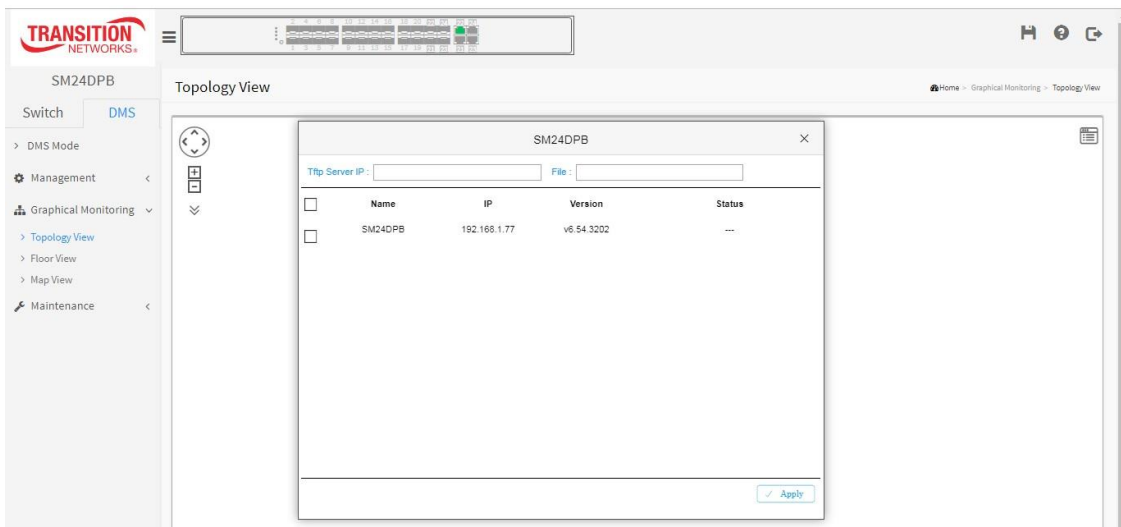 TRANSITION
NETWORKS®
SM24DPB
Topology View
Home > Graphical Monitoring > Topology View
Switch DMS
> DMS Mode
Management
Graphical Monitoring
> Topology View
> Floor View
> Map View
Maintenance
SM24DPB
Tftp Server IP : File :
Name IP Version Status
SM24DPB 192.168.1.77 v6.54.3202 ---
Apply